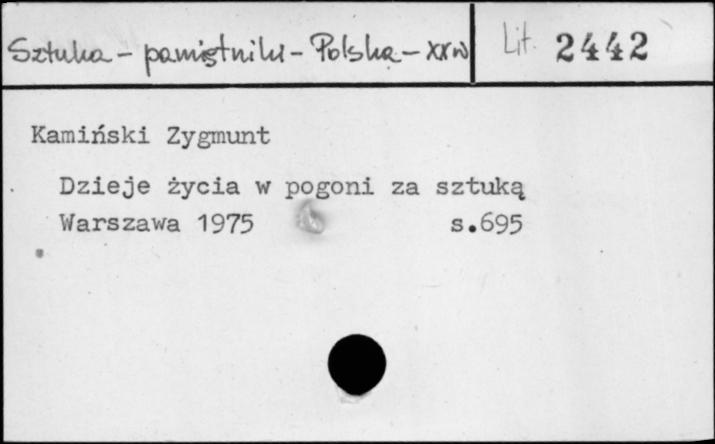 Sztuka - pamiętniki - Polska - XX w
Lit. 2442
Kamiński Zygmunt
Dzieje życia w pogoni za sztuką
Warszawa 1975 s.695